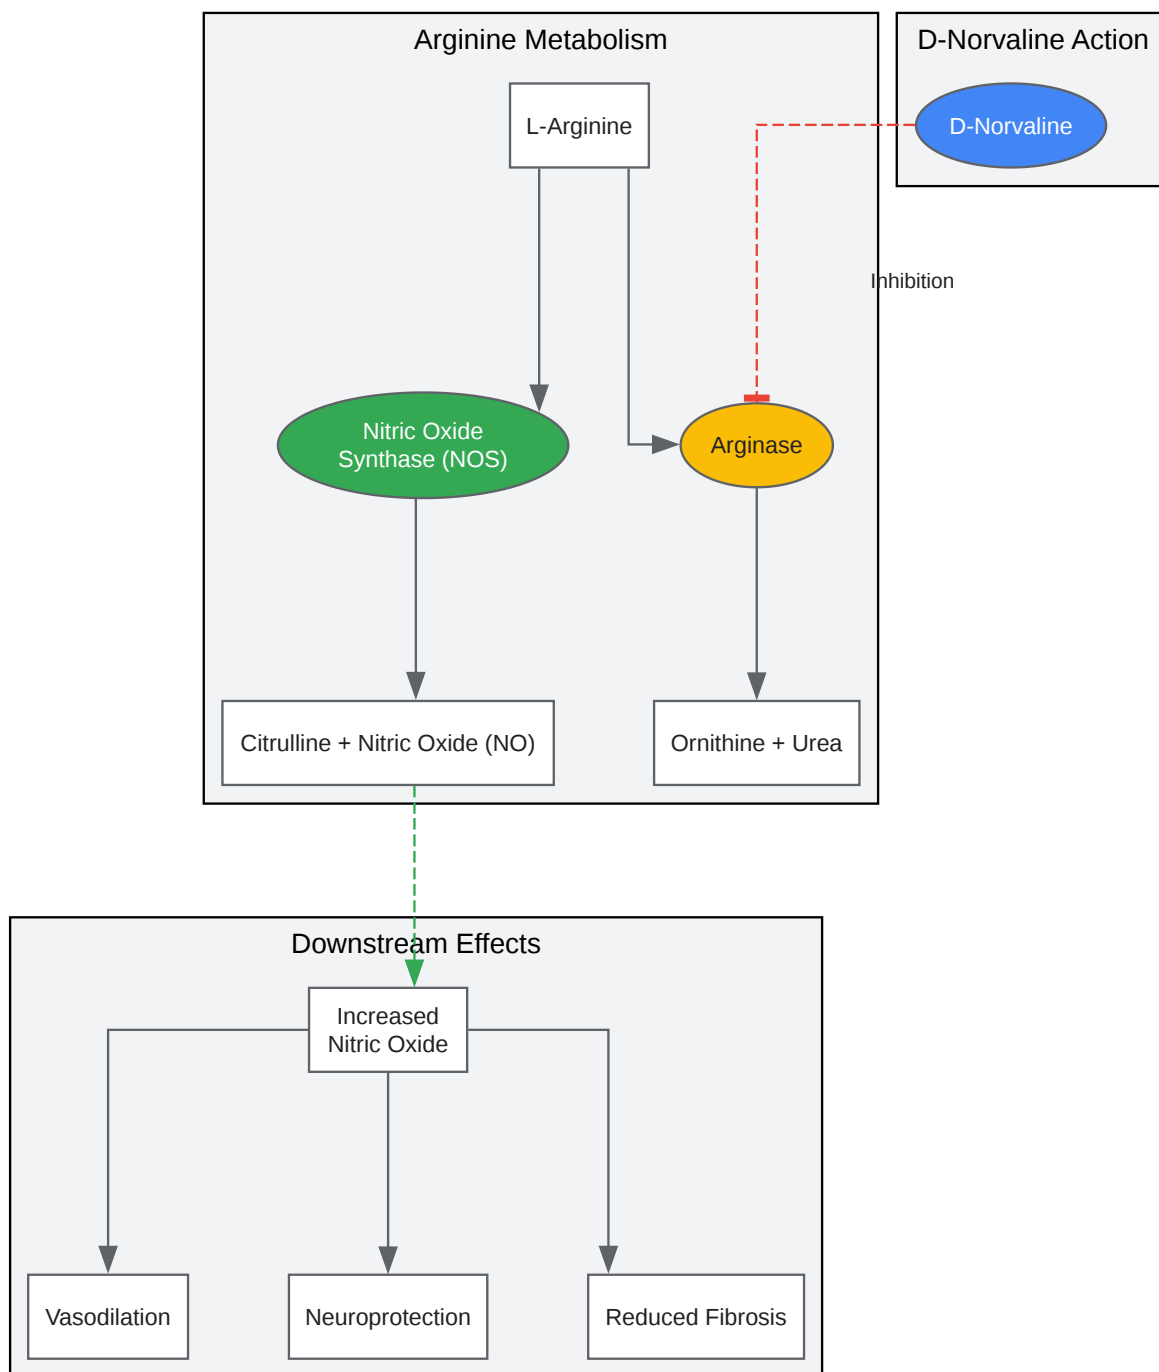 Arginine Metabolism
D-Norvaline Action
L-Arginine
D-Norvaline
Inhibition
Nitric Oxide
Synthase (NOS)
Arginase
Citrulline + Nitric Oxide (NO)
Ornithine + Urea
Downstream Effects
Increased
Nitric Oxide
Vasodilation
Neuroprotection
Reduced Fibrosis